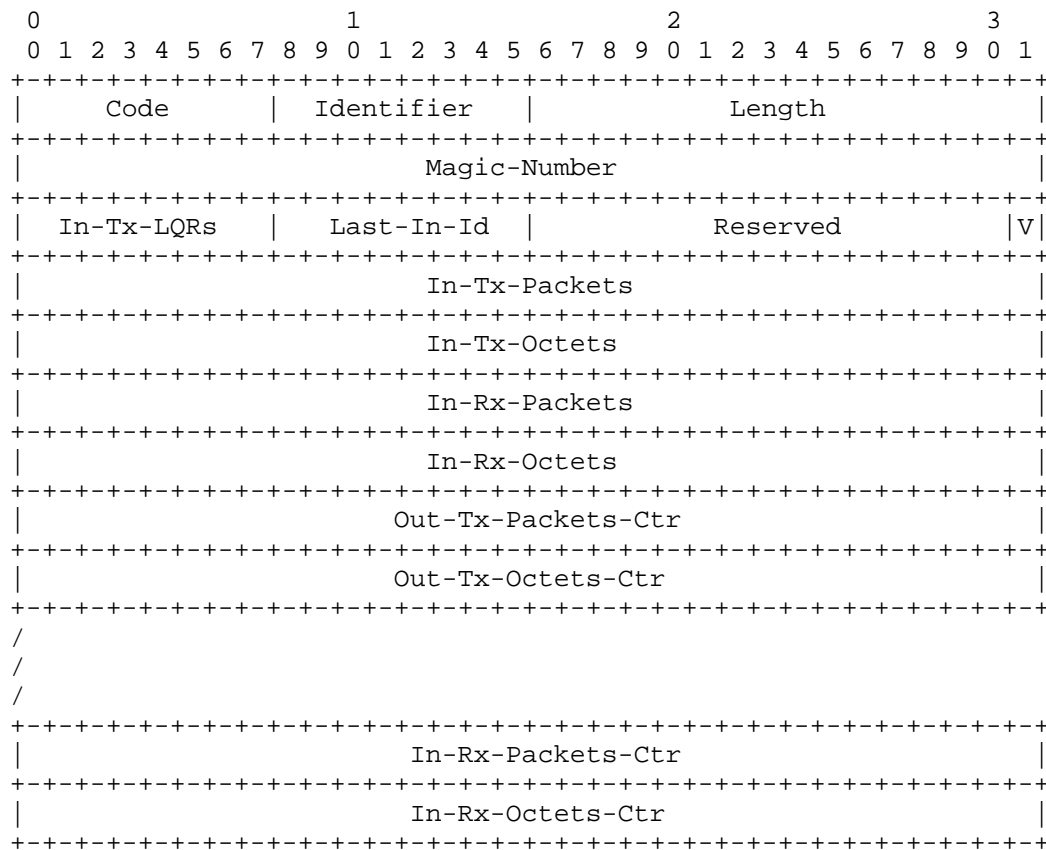 0                   1                   2                   3
 0 1 2 3 4 5 6 7 8 9 0 1 2 3 4 5 6 7 8 9 0 1 2 3 4 5 6 7 8 9 0 1
+-+-+-+-+-+-+-+-+-+-+-+-+-+-+-+-+-+-+-+-+-+-+-+-+-+-+-+-+-+-+-+-+
|     Code      |  Identifier   |            Length             |
+-+-+-+-+-+-+-+-+-+-+-+-+-+-+-+-+-+-+-+-+-+-+-+-+-+-+-+-+-+-+-+-+
|                         Magic-Number                          |
+-+-+-+-+-+-+-+-+-+-+-+-+-+-+-+-+-+-+-+-+-+-+-+-+-+-+-+-+-+-+-+-+
|  In-Tx-LQRs   |   Last-In-Id  |           Reserved          |V|
+-+-+-+-+-+-+-+-+-+-+-+-+-+-+-+-+-+-+-+-+-+-+-+-+-+-+-+-+-+-+-+-+
|                         In-Tx-Packets                         |
+-+-+-+-+-+-+-+-+-+-+-+-+-+-+-+-+-+-+-+-+-+-+-+-+-+-+-+-+-+-+-+-+
|                         In-Tx-Octets                          |
+-+-+-+-+-+-+-+-+-+-+-+-+-+-+-+-+-+-+-+-+-+-+-+-+-+-+-+-+-+-+-+-+
|                         In-Rx-Packets                         |
+-+-+-+-+-+-+-+-+-+-+-+-+-+-+-+-+-+-+-+-+-+-+-+-+-+-+-+-+-+-+-+-+
|                         In-Rx-Octets                          |
+-+-+-+-+-+-+-+-+-+-+-+-+-+-+-+-+-+-+-+-+-+-+-+-+-+-+-+-+-+-+-+-+
|                       Out-Tx-Packets-Ctr                      |
+-+-+-+-+-+-+-+-+-+-+-+-+-+-+-+-+-+-+-+-+-+-+-+-+-+-+-+-+-+-+-+-+
|                       Out-Tx-Octets-Ctr                       |
+-+-+-+-+-+-+-+-+-+-+-+-+-+-+-+-+-+-+-+-+-+-+-+-+-+-+-+-+-+-+-+-+
/
/
/
+-+-+-+-+-+-+-+-+-+-+-+-+-+-+-+-+-+-+-+-+-+-+-+-+-+-+-+-+-+-+-+-+
|                        In-Rx-Packets-Ctr                      |
+-+-+-+-+-+-+-+-+-+-+-+-+-+-+-+-+-+-+-+-+-+-+-+-+-+-+-+-+-+-+-+-+
|                        In-Rx-Octets-Ctr                       |
+-+-+-+-+-+-+-+-+-+-+-+-+-+-+-+-+-+-+-+-+-+-+-+-+-+-+-+-+-+-+-+-+